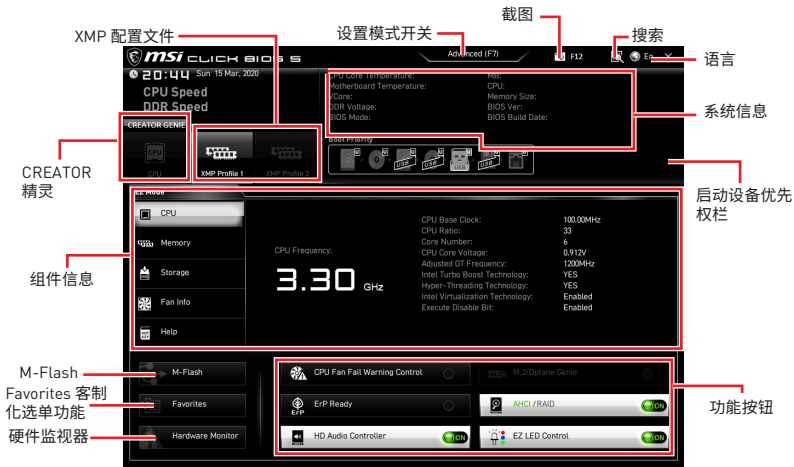 截图
设置模式开关
搜索
XMP 配置文件
语言
msi CLICK BIOS 5
Advanced (F7)
F12
En
20:44 Sun 15 Mar, 2020
CPU Speed
DDR Speed
CPU Core Temperature:
Motherboard Temperature:
VCore:
DDR Voltage:
BIOS Mode:
MB:
CPU:
Memory Size:
BIOS Ver:
BIOS Build Date:
系统信息
CREATOR GENIE
CPU
XMP Profile 1
XMP Profile 2
Boot Priority
U
U
USB U
USB U
USB U
USB U
U
CREATOR
精灵
启动设备优先
权栏
EZ Mode
CPU
Memory
Storage
Fan Info
Help
组件信息
CPU Frequency:
3.30 GHz
CPU Base Clock: 100.00MHz
CPU Ratio: 33
Core Number: 6
CPU Core Voltage: 0.912V
Adjusted GT Frequency: 1200MHz
Intel Turbo Boost Technology: YES
Hyper-Threading Technology: YES
Intel Virtualization Technology: Enabled
Execute Disable Bit: Enabled
M-Flash
Favorites 客制
化选单功能
硬件监视器
M-Flash
Favorites
Hardware Monitor
CPU Fan Fail Warning Control
M.2/Optane Genie
ErP
ErP Ready
AHCI /RAID
ON
HD Audio Controller
ON
EZ LED Control
ON
功能按钮